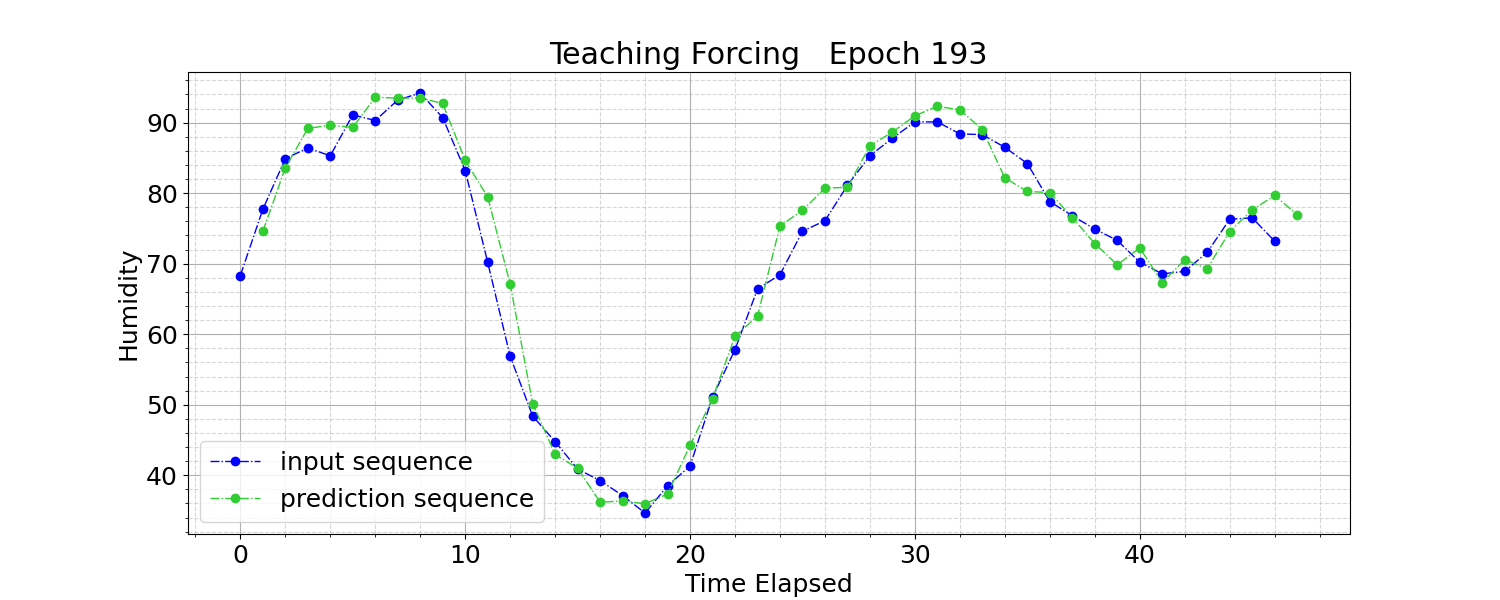 Teaching Forcing   Epoch 193
90
80
70
60
50
40
Humidity
input sequence
prediction sequence
0 10 20 30 40
Time Elapsed